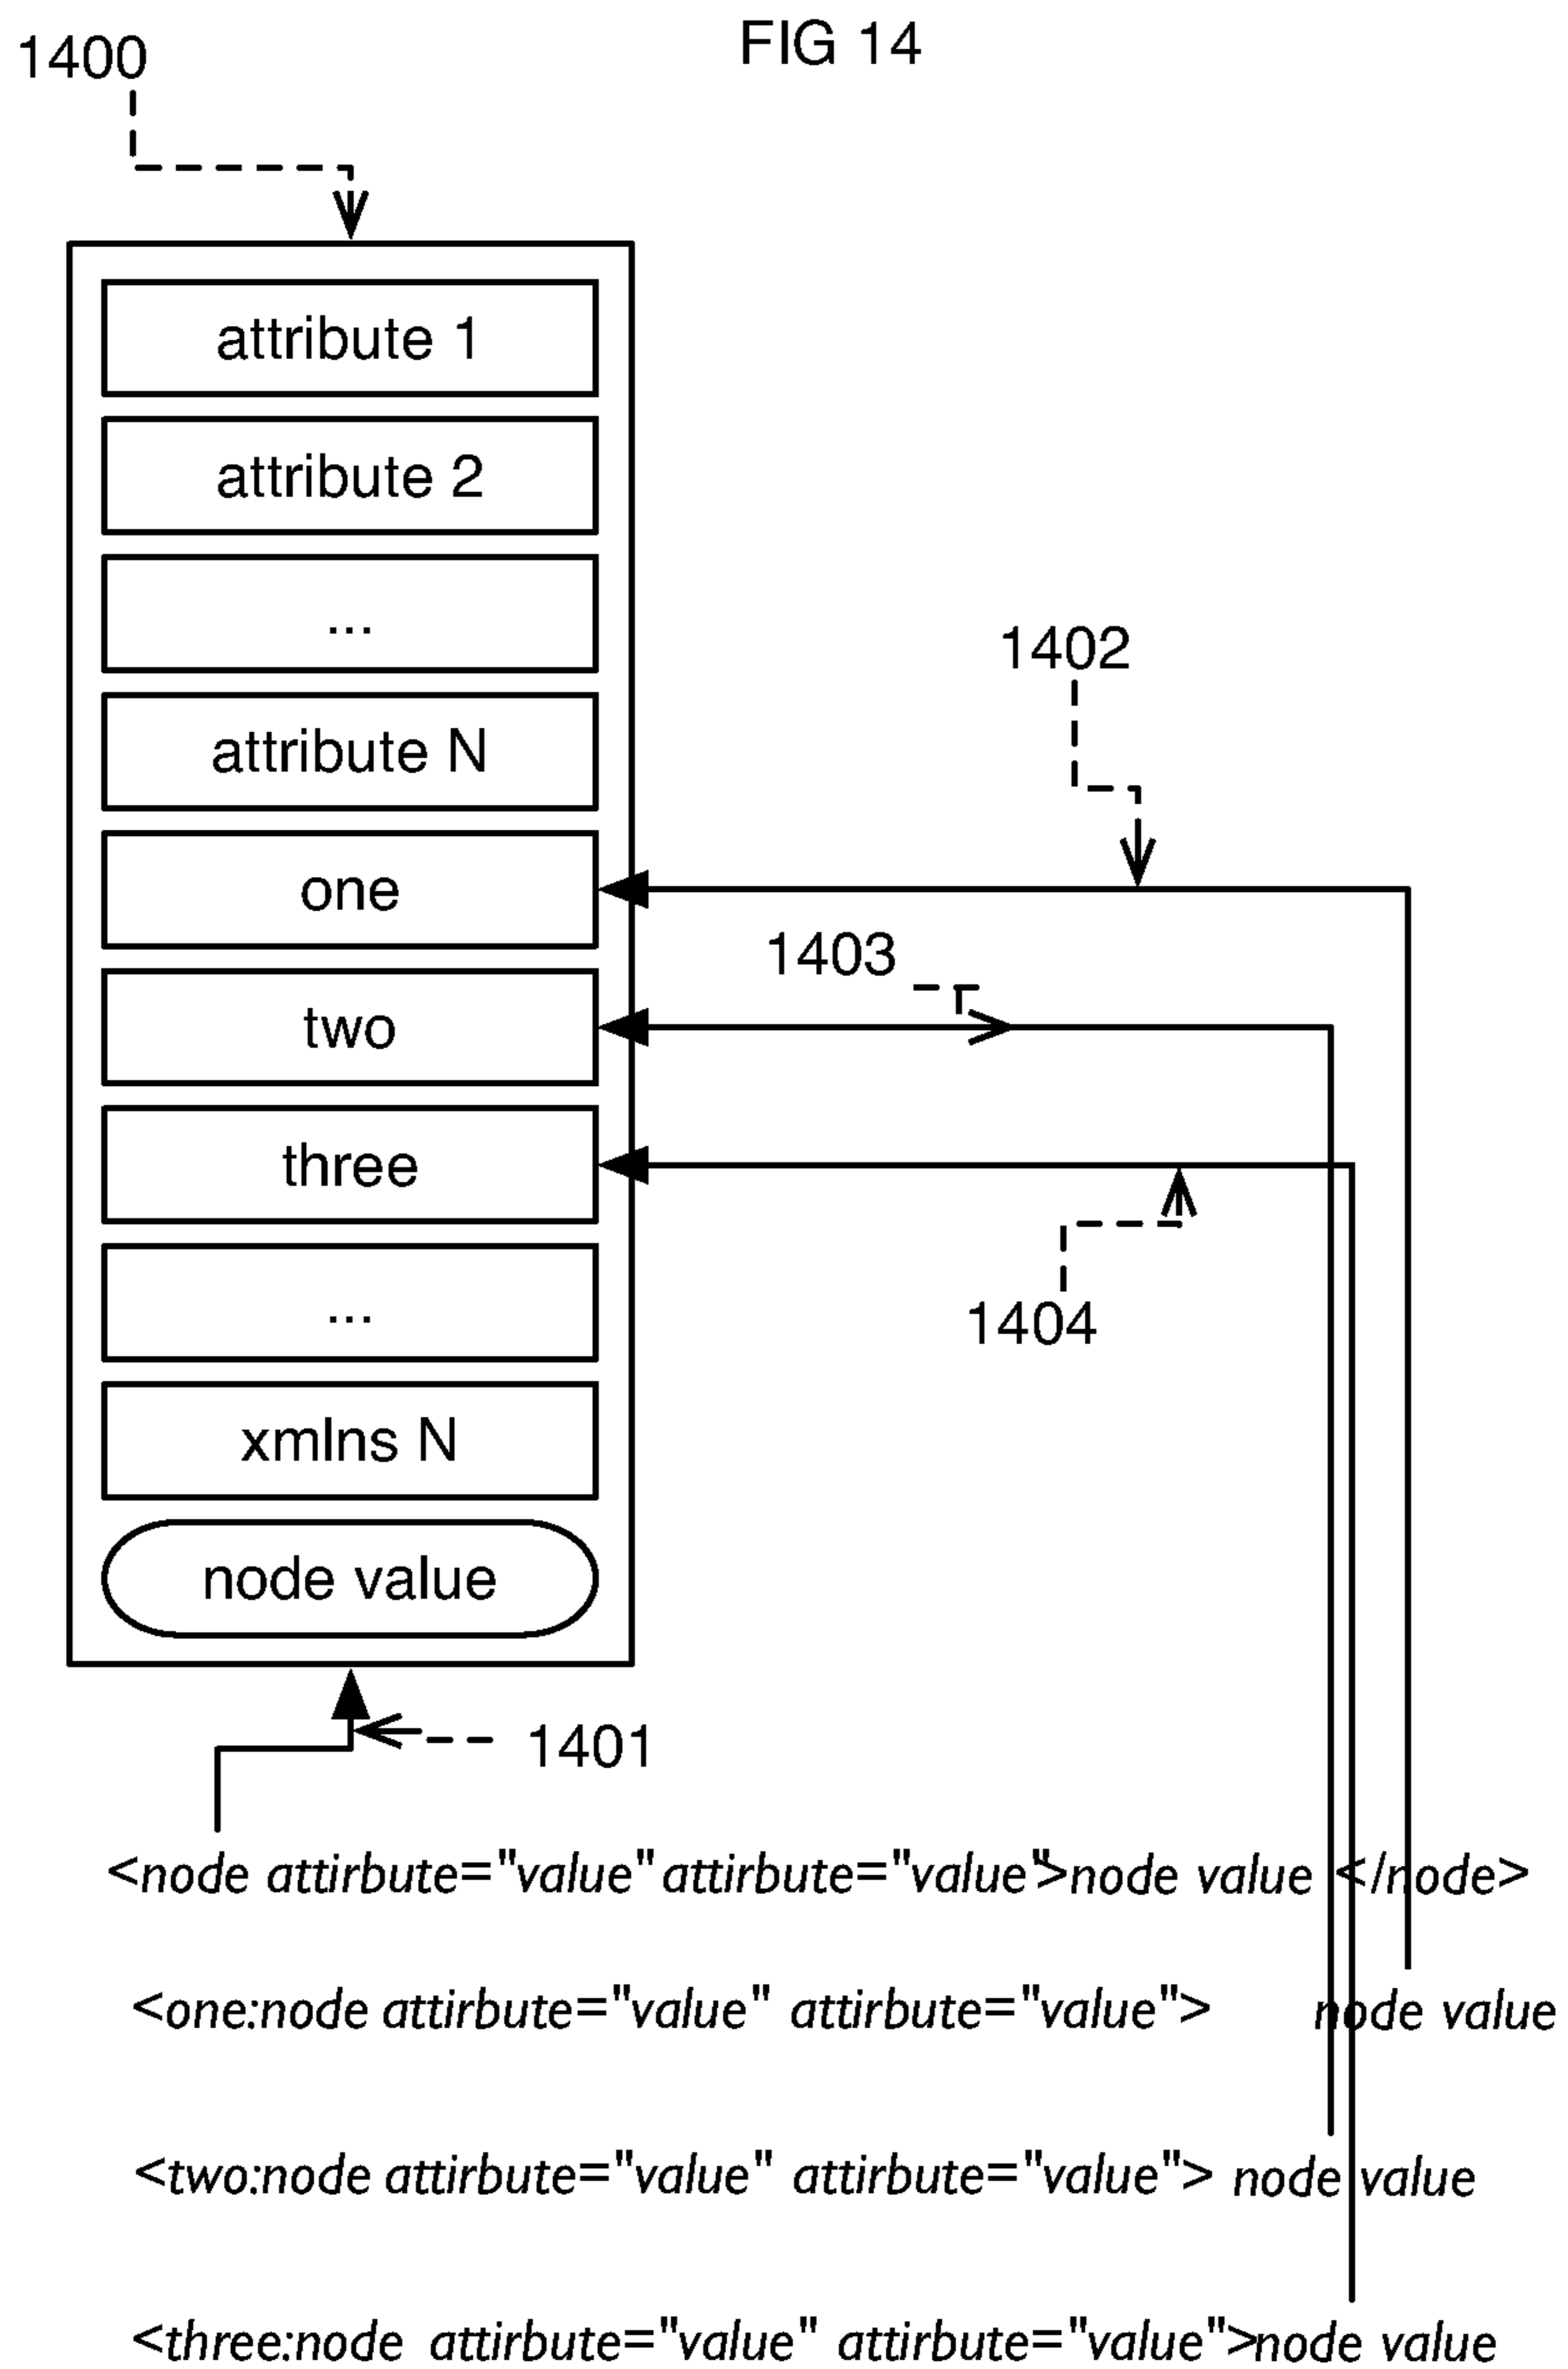 FIG 14
1400
attribute 1
attribute 2
...
attribute N
1402
one
1403
two
three
1404
...
xmlns N
node value
1401
<node attirbute="value" attirbute="value">node value </node>
<one:node attirbute="value" attirbute="value"> node value
<two:node attirbute="value" attirbute="value"> node value
<three:node attirbute="value" attirbute="value">node value